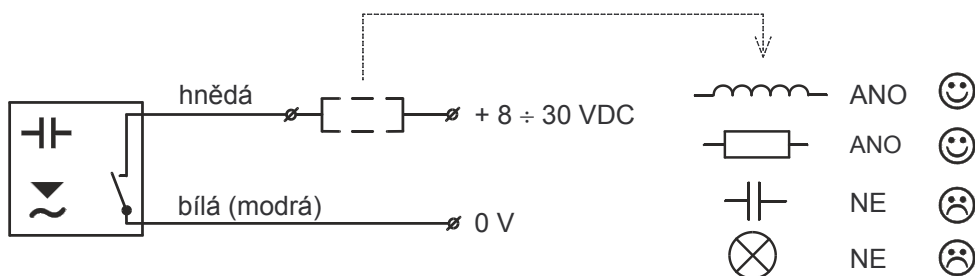 hnědá
+ 8 ÷ 30 VDC
bílá (modrá)
0 V
ANO
ANO
NE
NE